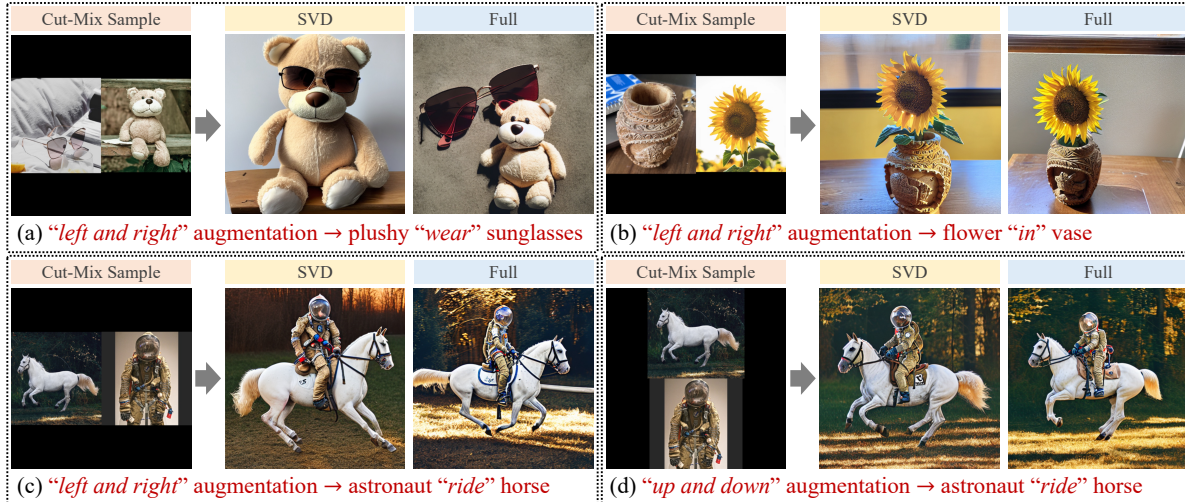 Cut-Mix Sample SVD Full
(a) “left and right” augmentation → plushy “wear” sunglasses
Cut-Mix Sample SVD Full
(b) “left and right” augmentation → flower “in” vase
Cut-Mix Sample SVD Full
(c) “left and right” augmentation → astronaut “ride” horse
Cut-Mix Sample SVD Full
(d) “up and down” augmentation → astronaut “ride” horse